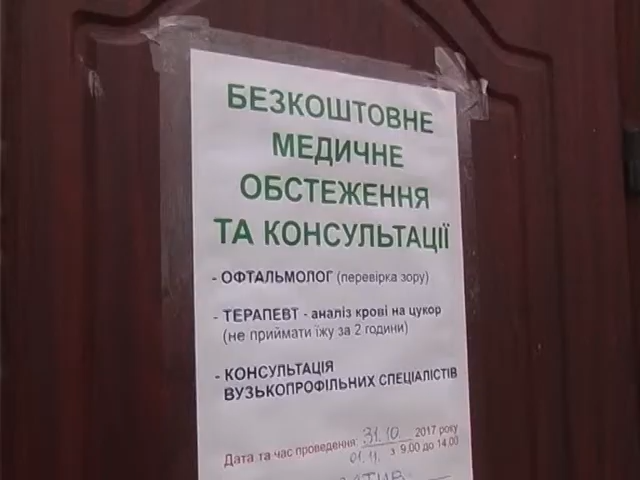 БЕЗКОШТОВНЕ
МЕДИЧНЕ
ОБСТЕЖЕННЯ
ТА КОНСУЛЬТАЦІЇ
- ОФТАЛЬМОЛОГ (перевірка зору)
- ТЕРАПЕВТ - аналіз крові на цукор
(не приймати їжу за 2 години)
- КОНСУЛЬТАЦІЯ
ВУЗЬКОПРОФІЛЬНИХ СПЕЦІАЛІСТІВ
Дата та час проведення: 31.10. 2017 року
01.11. з 9.00 до 14.00